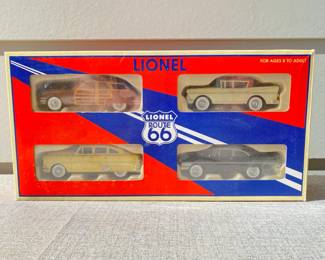 LIONEL
FOR AGES 8 TO ADULT
LIONEL
ROUTE
66